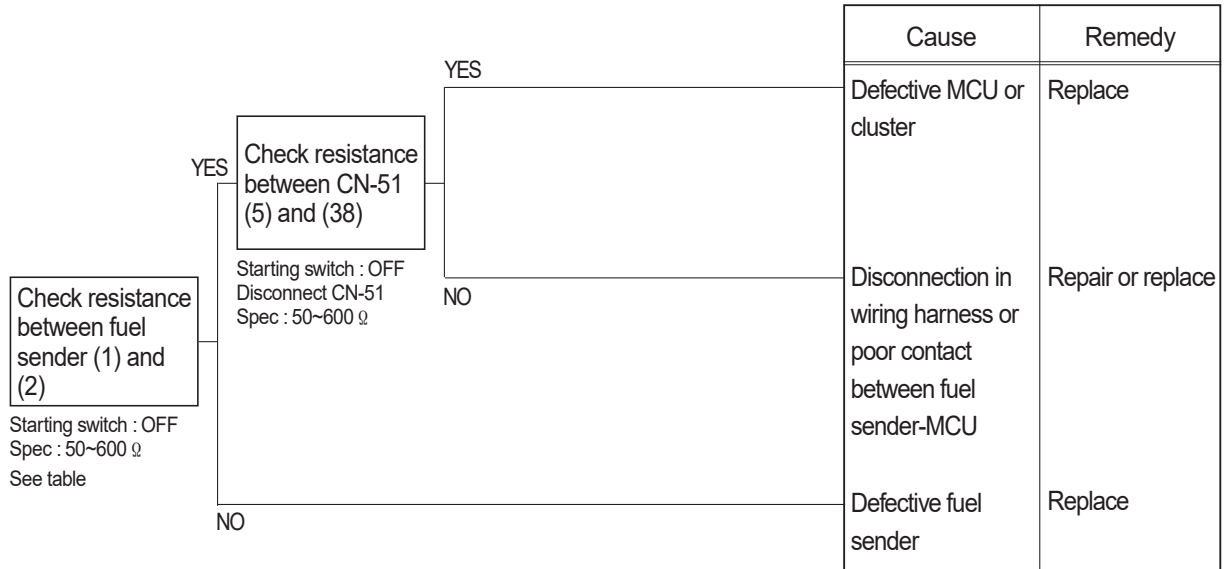 Cause
Remedy
YES
Defective MCU or
cluster
Replace
YES
Check resistance
between CN-51
(5) and (38)
Starting switch : OFF
Disconnect CN-51
Spec : 50~600 Ω
NO
Disconnection in
wiring harness or
poor contact
between fuel
sender-MCU
Repair or replace
Check resistance
between fuel
sender (1) and
(2)
Starting switch : OFF
Spec : 50~600 Ω
See table
NO
Defective fuel
sender
Replace